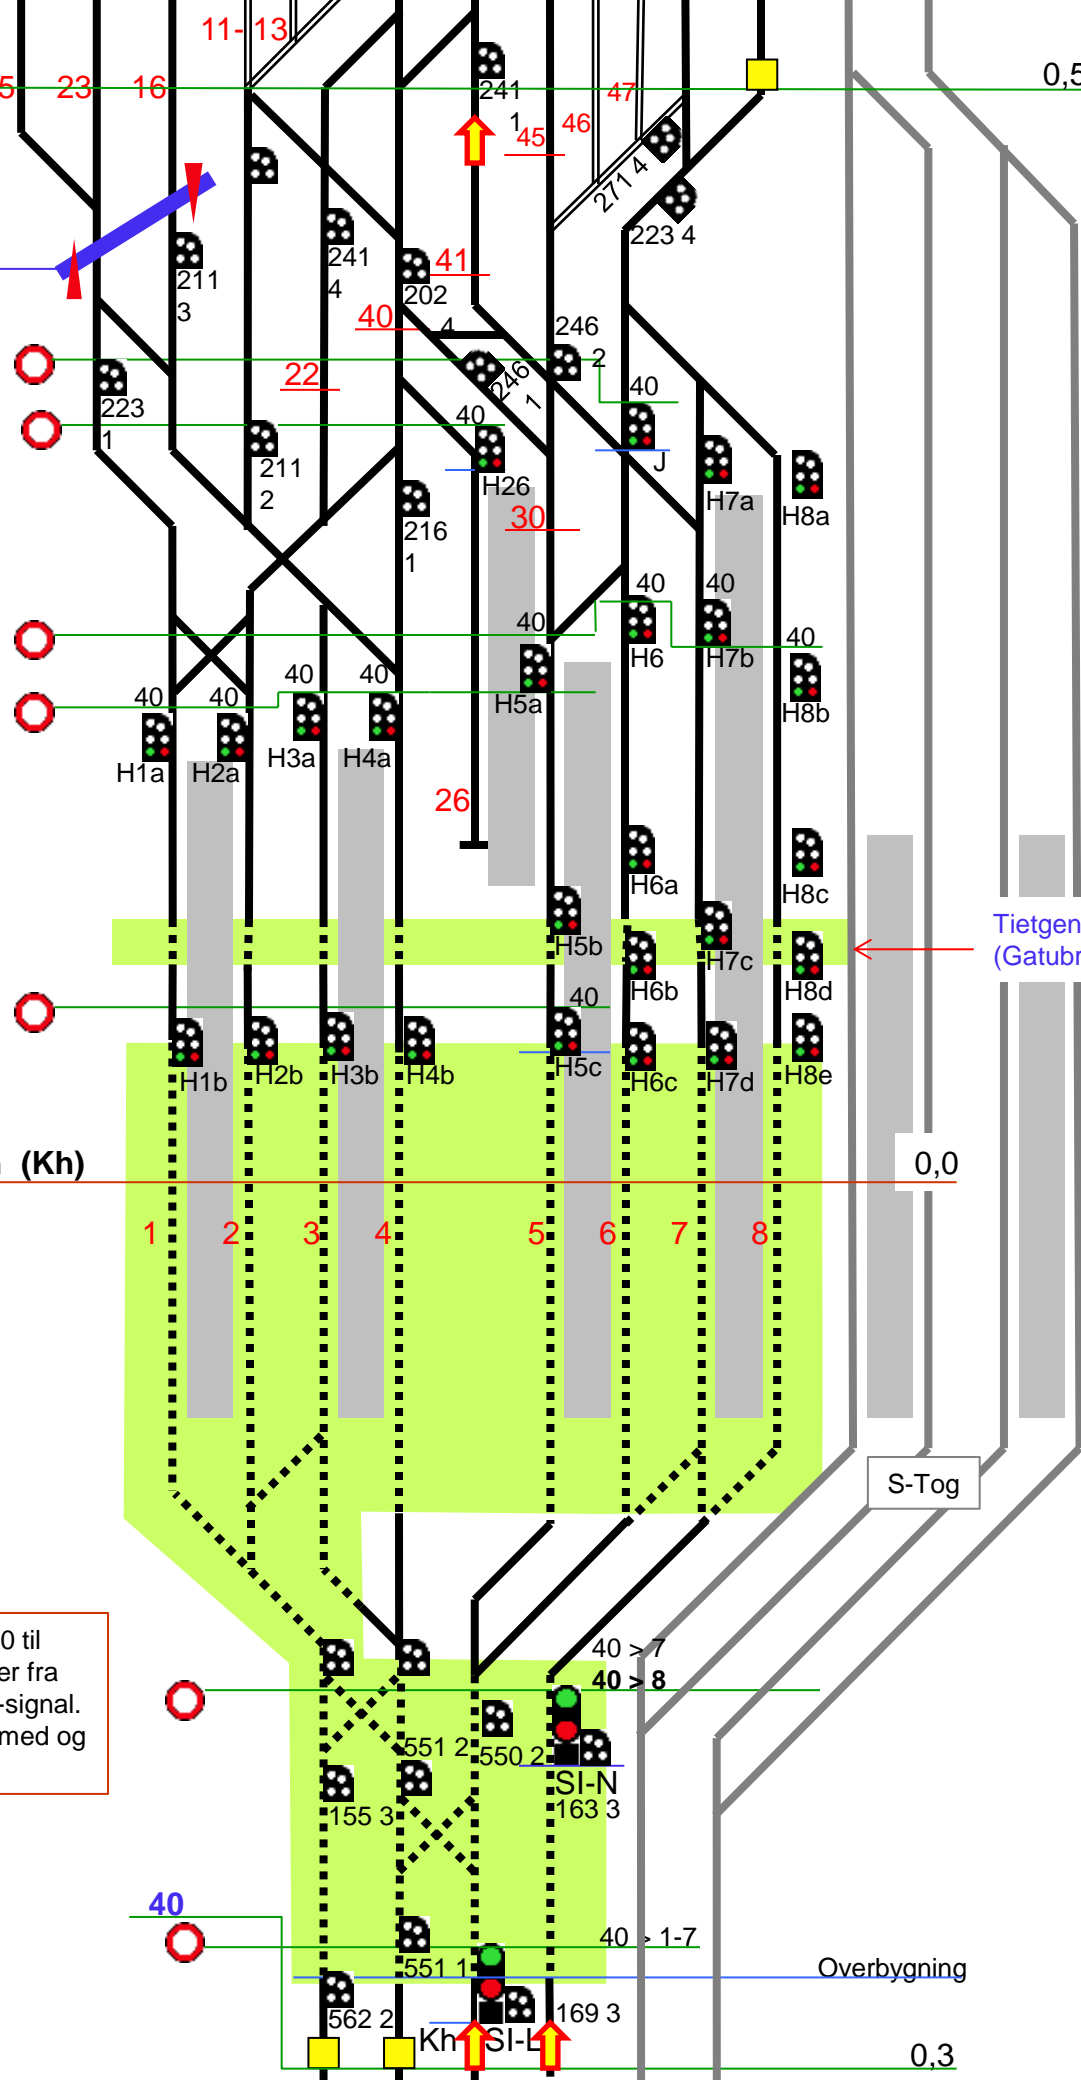 11- 13
5 23 16
241
1
47
0,5
45 46
271 4
223 4
211
3
241
4
41
202
40
4
246
2
246
1
22
40
223
1
40
J
211
2
H26
H7a
H8a
30
216
1
40
40
40
H6
H7b
40
40
40
40
40
H5a
H8b
H1a
H2a
H3a
H4a
26
H6a
H8c
H5b
H7c
Tietgen
(Gatubr
H6b
H8d
40
H1b
H2b
H3b
H4b
H5c
H6c
H7d
H8e
(Kh)
0,0
1 2 3 4 5 6 7 8
S-Tog
0 til
er fra
-signal.
med og
40 > 7
40 > 8
551 2
550 2
SI-N
155 3
163 3
40
40 > 1-7
551 1
Overbygning
562 2
169 3
Kh SI-L
0,3